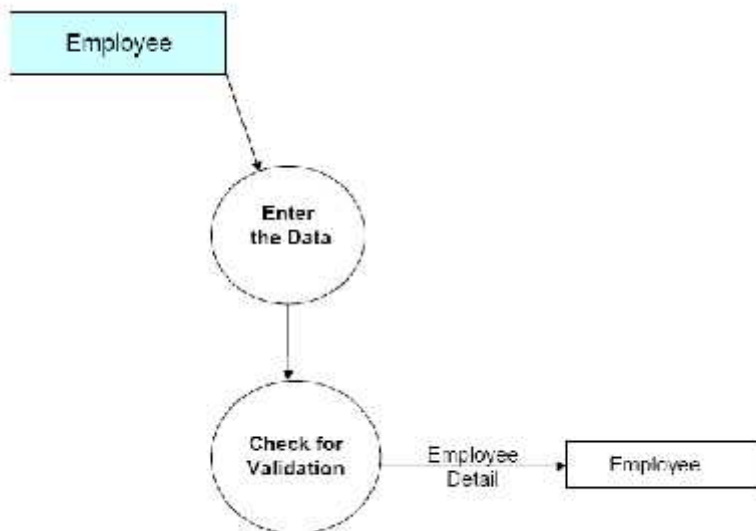 Employee
Enter
the Data
Check for
Validation
Employee
Detail
Employee